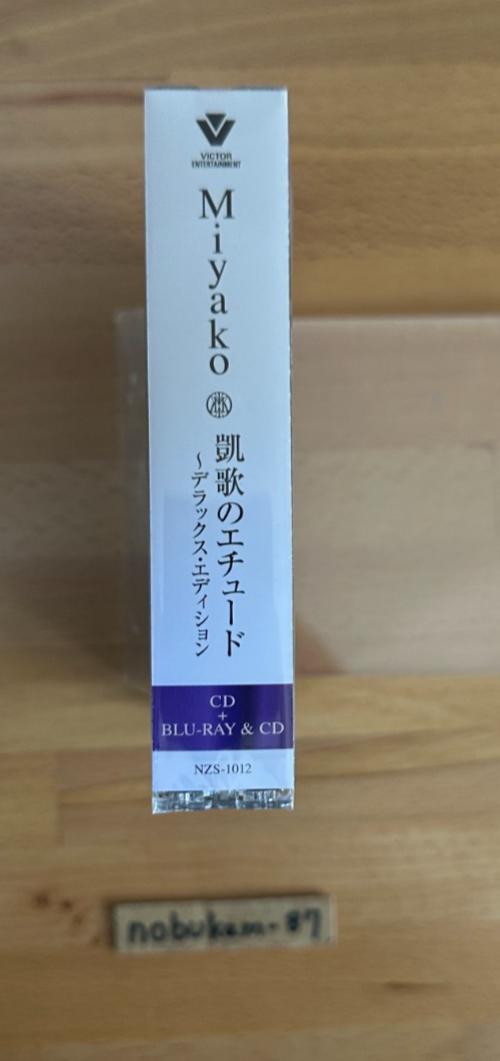 VICTOR
ENTERTAINMENT
Miyako
凱歌のエチュード
～デラックス・エディション
CD
+
BLU-RAY & CD
NZS-1012
nobukem-87